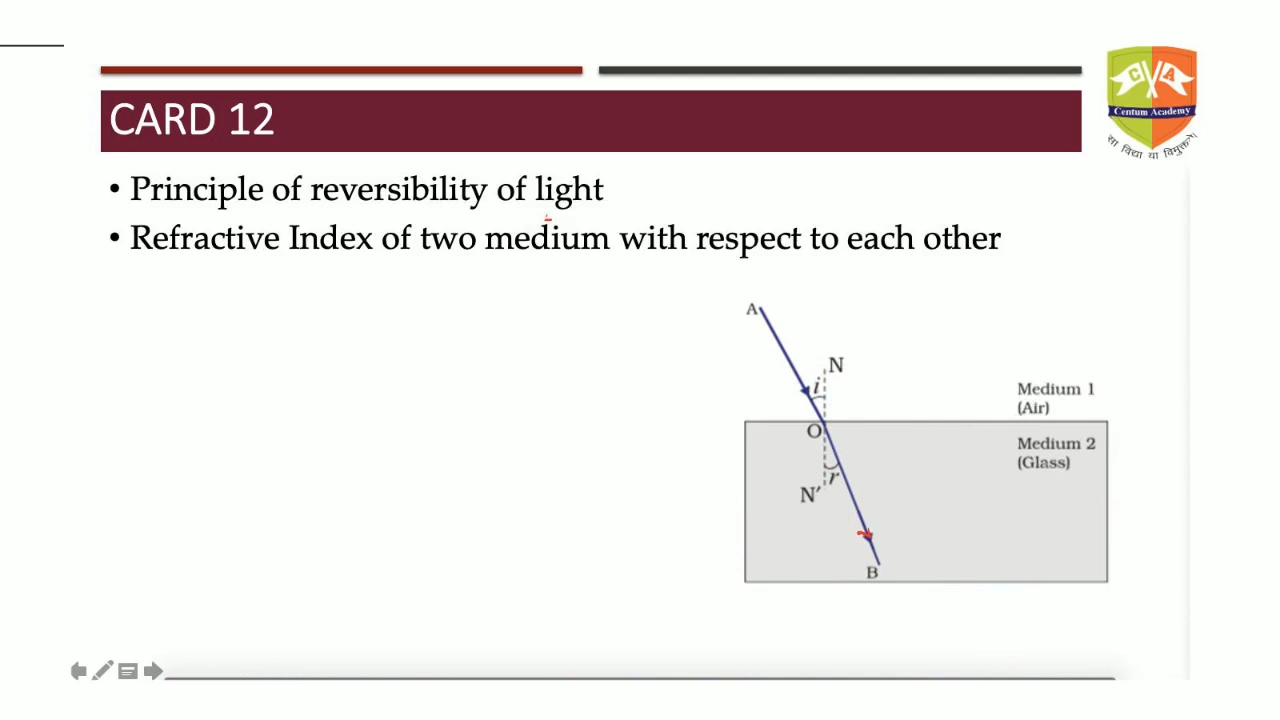 CARD 12
C A
Centum Academy
सा विद्या या विमुक्तये
• Principle of reversibility of light
• Refractive Index of two medium with respect to each other
A
N
i
Medium 1
(Air)
O
Medium 2
(Glass)
r
N′
B